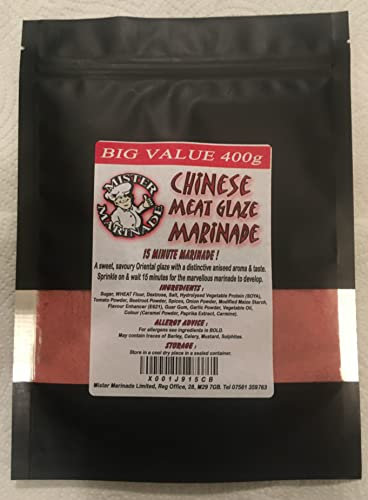 BIG VALUE 400g
MISTER
MARINADE
CHINESE
MEAT GLAZE
MARINADE
15 MINUTE MARINADE !
A sweet, savoury Oriental glaze with a distinctive aniseed aroma & taste.
Sprinkle on & wait 15 minutes for the marvellous marinade to develop.
INGREDIENTS :
Sugar, WHEAT Flour, Dextrose, Salt, Hydrolysed Vegetable Protein (SOYA),
Tomato Powder, Beetroot Powder, Spices, Onion Powder, Modified Maize Starch,
Flavour Enhancer (E621), Guar Gum, Garlic Powder, Vegetable Oil,
Colour (Caramel Powder, Paprika Extract, Carmine).
ALLERGY ADVICE :
For allergens see ingredients in BOLD.
May contain traces of Barley, Celery, Mustard, Sulphites.
STORAGE :
Store in a cool dry place in a sealed container.
X001J915CB
Mister Marinade Limited, Reg Office, 28, M29 7GB. Tel 07561 359763